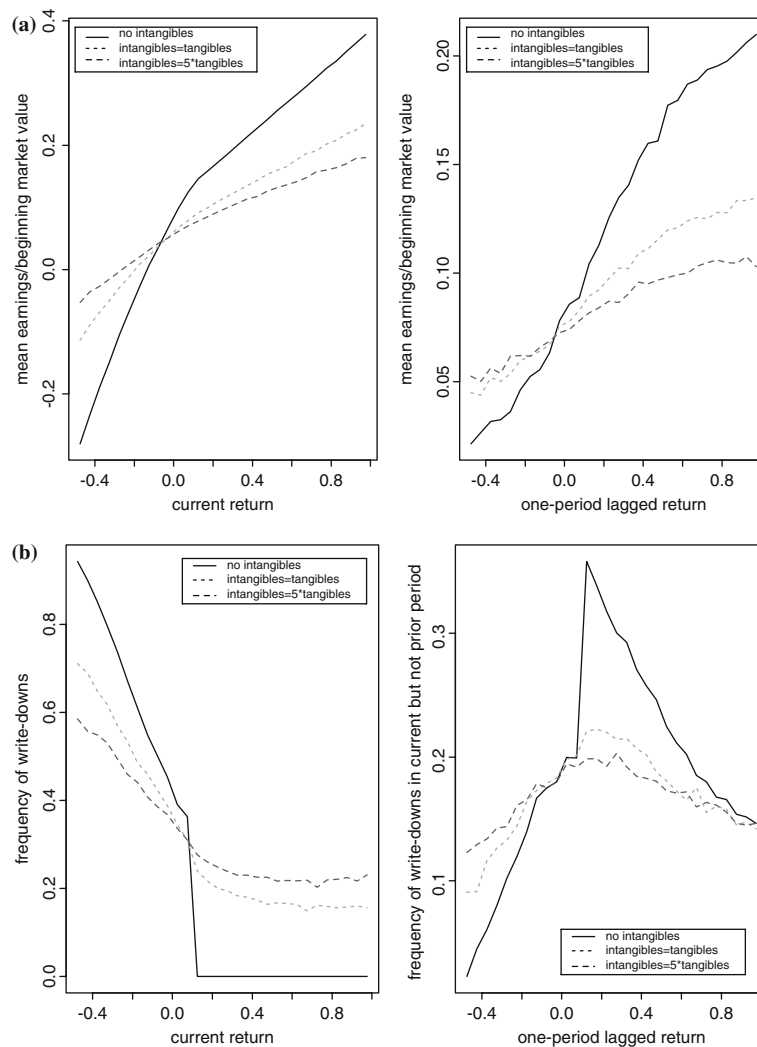 (a)
no intangibles
intangibles=tangibles
intangibles=5*tangibles
mean earnings/beginning market value
0.4
0.2
0.0
-0.2
-0.4
0.0
0.4
0.8
current return
no intangibles
intangibles=tangibles
intangibles=5*tangibles
mean earnings/beginning market value
0.20
0.15
0.10
0.05
-0.4
0.0
0.4
0.8
one-period lagged return
(b)
no intangibles
intangibles=tangibles
intangibles=5*tangibles
frequency of write-downs
0.8
0.6
0.4
0.2
0.0
-0.4
0.0
0.4
0.8
current return
frequency of write-downs in current but not prior period
0.3
0.2
0.1
no intangibles
intangibles=tangibles
intangibles=5*tangibles
-0.4
0.0
0.4
0.8
one-period lagged return